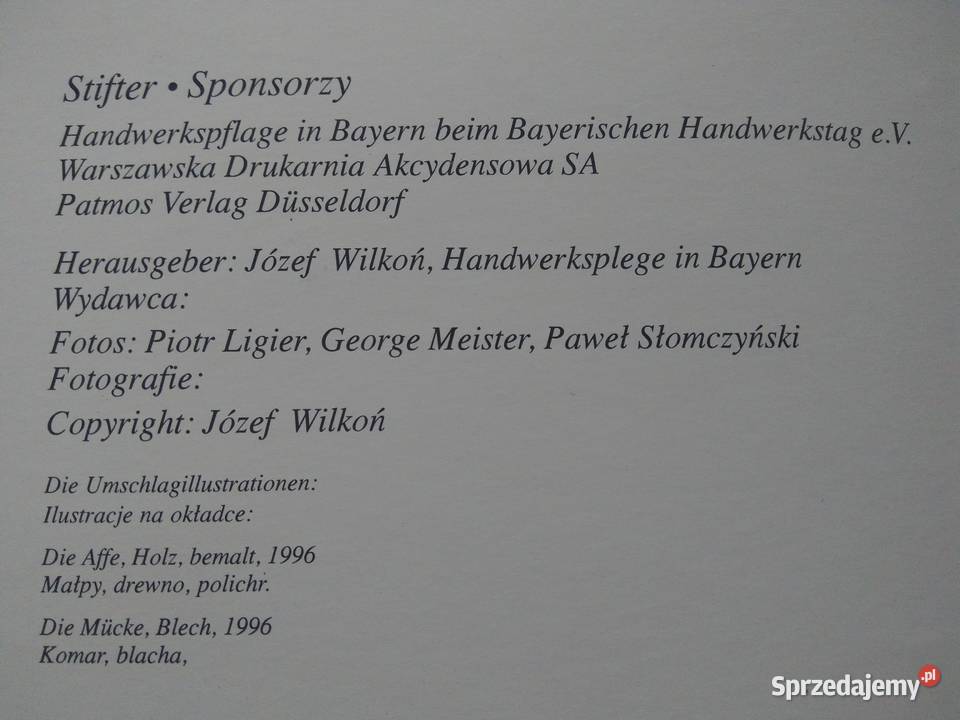 Stifter • Sponsorzy
Handwerkspflage in Bayern beim Bayerischen Handwerkstag e.V.
Warszawska Drukarnia Akcydensowa SA
Patmos Verlag Düsseldorf
Herausgeber: Józef Wilkoń, Handwerksplege in Bayern
Wydawca:
Fotos: Piotr Ligier, George Meister, Paweł Słomczyński
Fotografie:
Copyright: Józef Wilkoń
Die Umschlagillustrationen:
Ilustracje na okładce:
Die Affe, Holz, bemalt, 1996
Małpy, drewno, polichr.
Die Mücke, Blech, 1996
Komar, blacha,
Sprzedajemy.pl